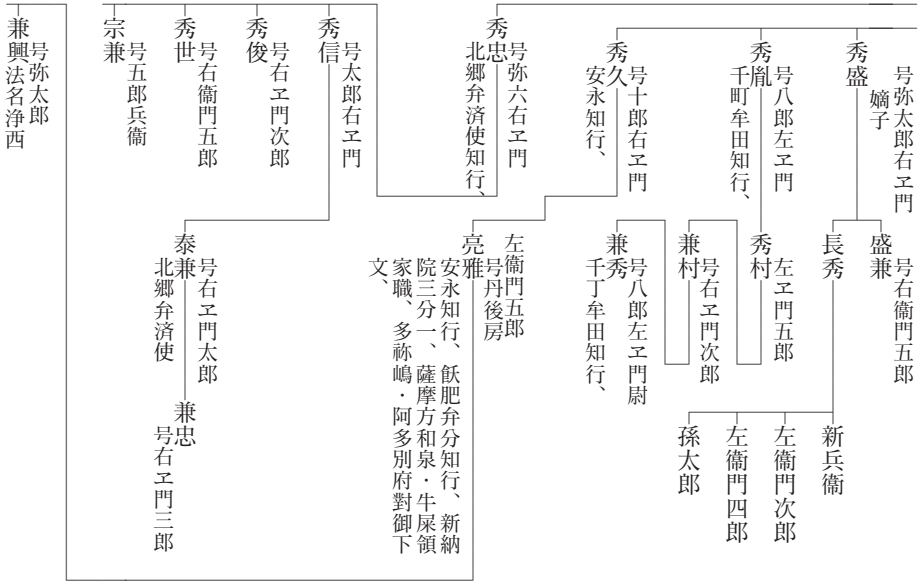 秀盛
号弥太郎右ヱ門
嫡子
盛兼
号右衞門五郎
長秀
新兵衞
左衞門次郎
左衞門四郎
孫太郎
秀胤
号八郎左ヱ門
千町牟田知行、
秀村
左ヱ門五郎
兼村
号右ヱ門次郎
兼秀
号八郎左ヱ門尉
千丁牟田知行、
秀久
号十郎右ヱ門
安永知行、
亮雅
左衞門五郎
号丹後房
安永知行、飫肥弁分知行、新納
院三分一、薩摩方和泉・牛屎領
家職、多祢嶋・阿多別府對御下
文、
秀忠
号弥六右ヱ門
北郷弁済使知行、
秀信
号太郎右ヱ門
泰兼
号右ヱ門太郎
北郷弁済使
兼忠
号右ヱ門三郎
秀俊
号右ヱ門次郎
秀世
号右衞門五郎
宗兼
号五郎兵衞
兼興
号弥太郎
法名浄西